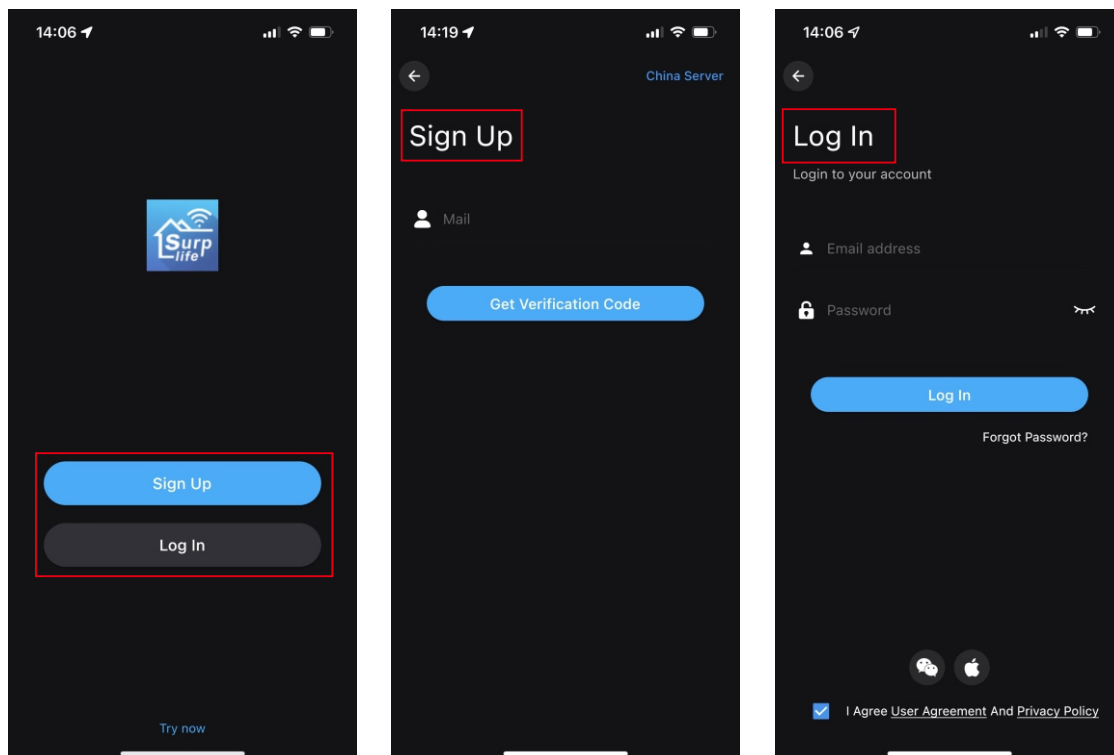 14:06
Surp
life
Sign Up
Log In
Try now
14:19
China Server
Sign Up
Mail
Get Verification Code
14:06
Log In
Login to your account
Email address
Password
Log In
Forgot Password?
I Agree User Agreement And Privacy Policy